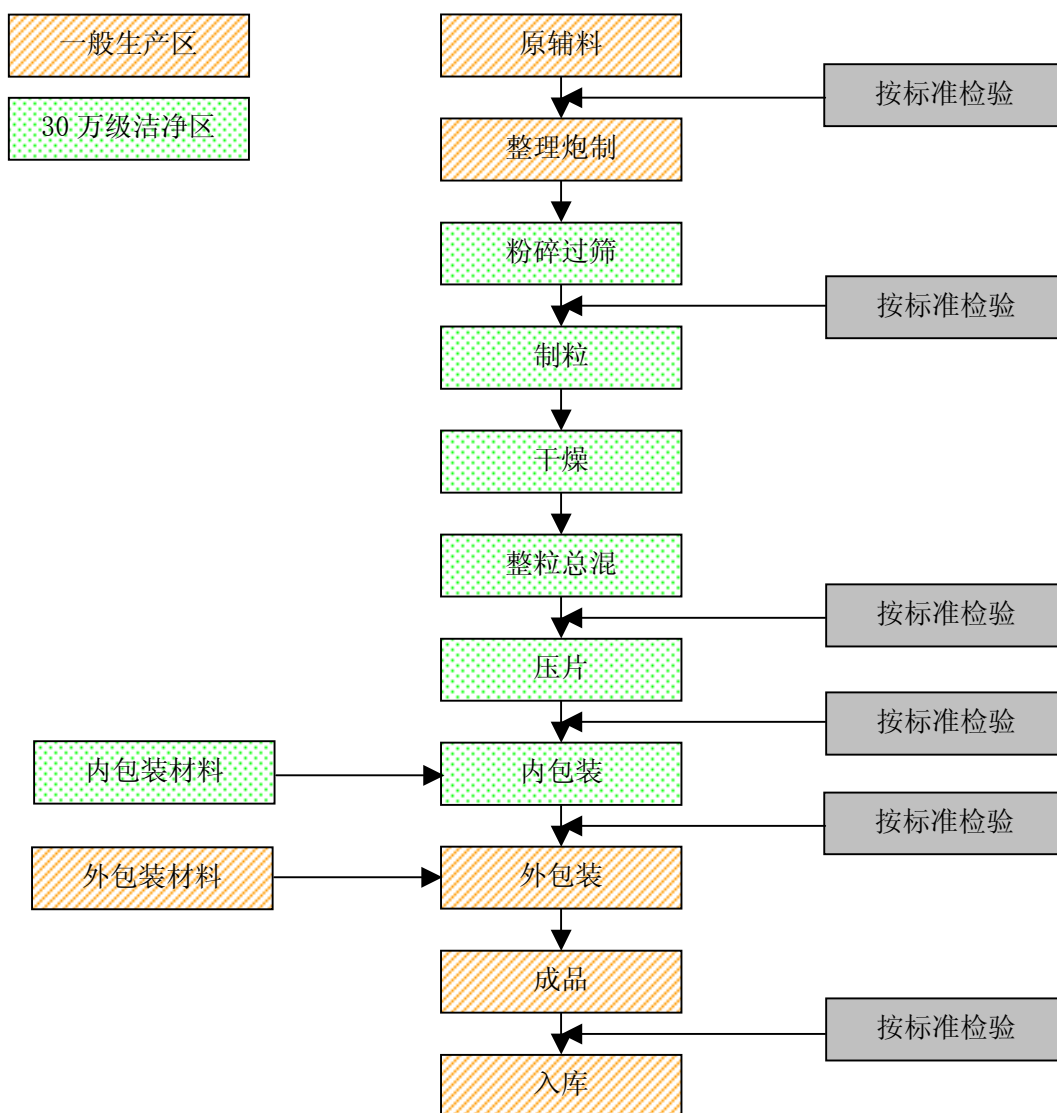 一般生产区
原辅料
按标准检验
30 万级洁净区
整理炮制
粉碎过筛
按标准检验
制粒
干燥
整粒总混
按标准检验
压片
按标准检验
内包装材料
内包装
按标准检验
外包装材料
外包装
成品
按标准检验
入库